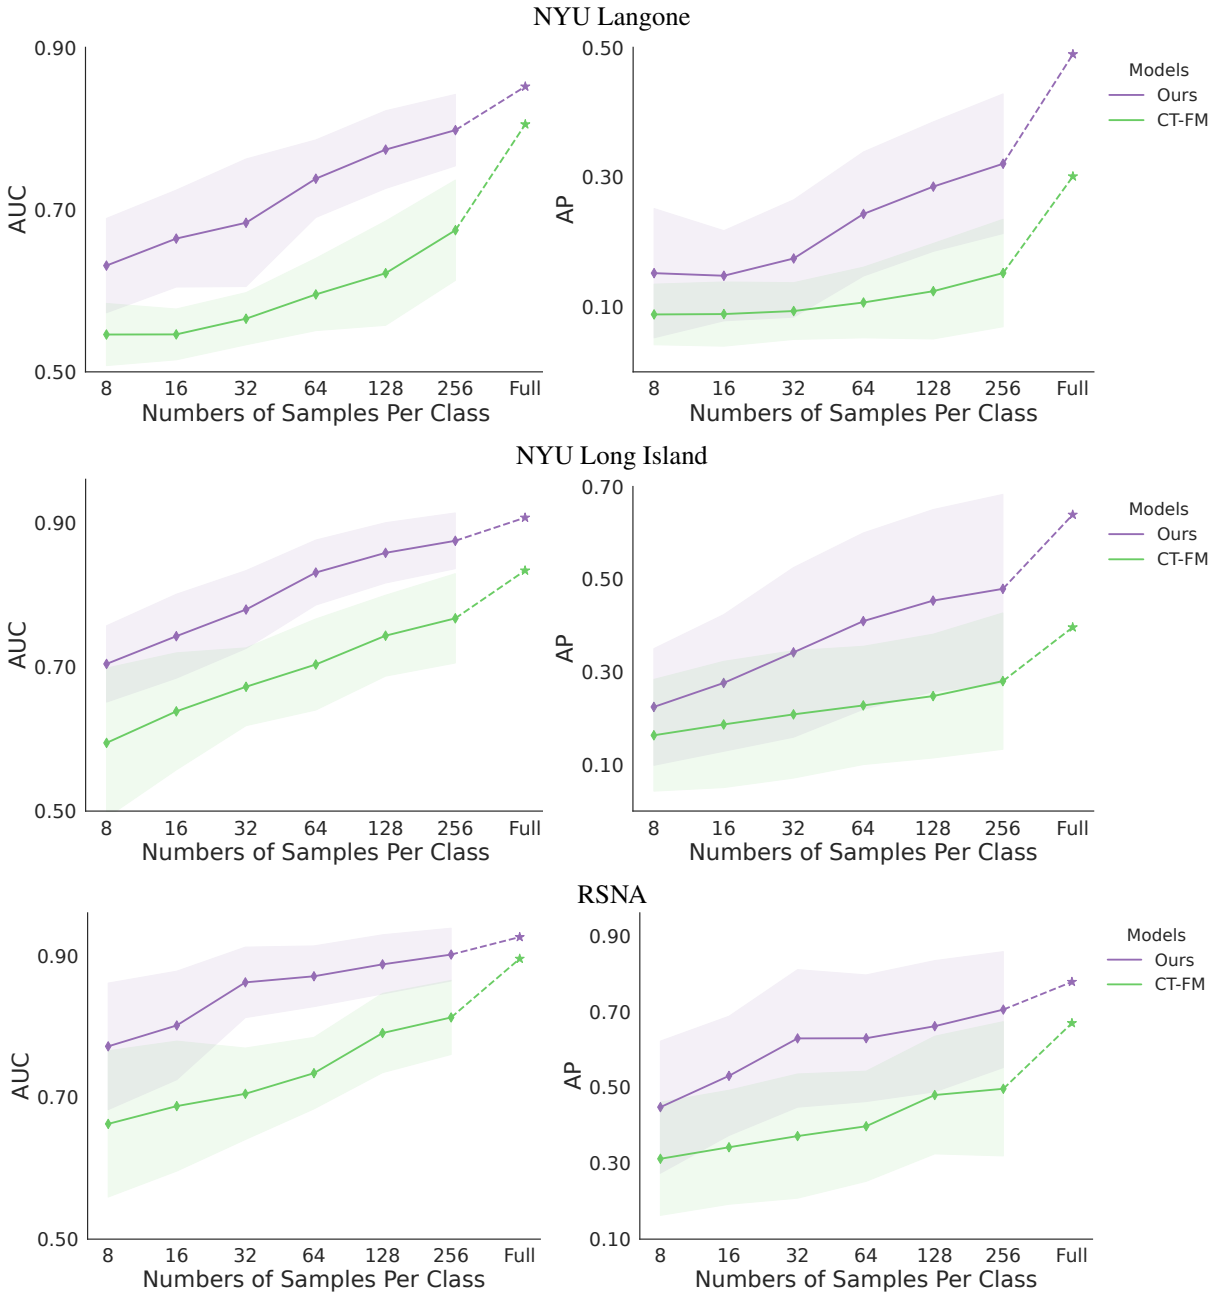 NYU Langone
0.90
0.70
0.50
AUC
8 16 32 64 128 256 Full
Numbers of Samples Per Class
0.50
0.30
0.10
AP
8 16 32 64 128 256 Full
Numbers of Samples Per Class
Models
Ours
CT-FM
NYU Long Island
0.90
0.70
0.50
AUC
8 16 32 64 128 256 Full
Numbers of Samples Per Class
0.70
0.50
0.30
0.10
AP
8 16 32 64 128 256 Full
Numbers of Samples Per Class
Models
Ours
CT-FM
RSNA
0.90
0.70
0.50
AUC
8 16 32 64 128 256 Full
Numbers of Samples Per Class
0.90
0.70
0.50
0.30
0.10
AP
8 16 32 64 128 256 Full
Numbers of Samples Per Class
Models
Ours
CT-FM